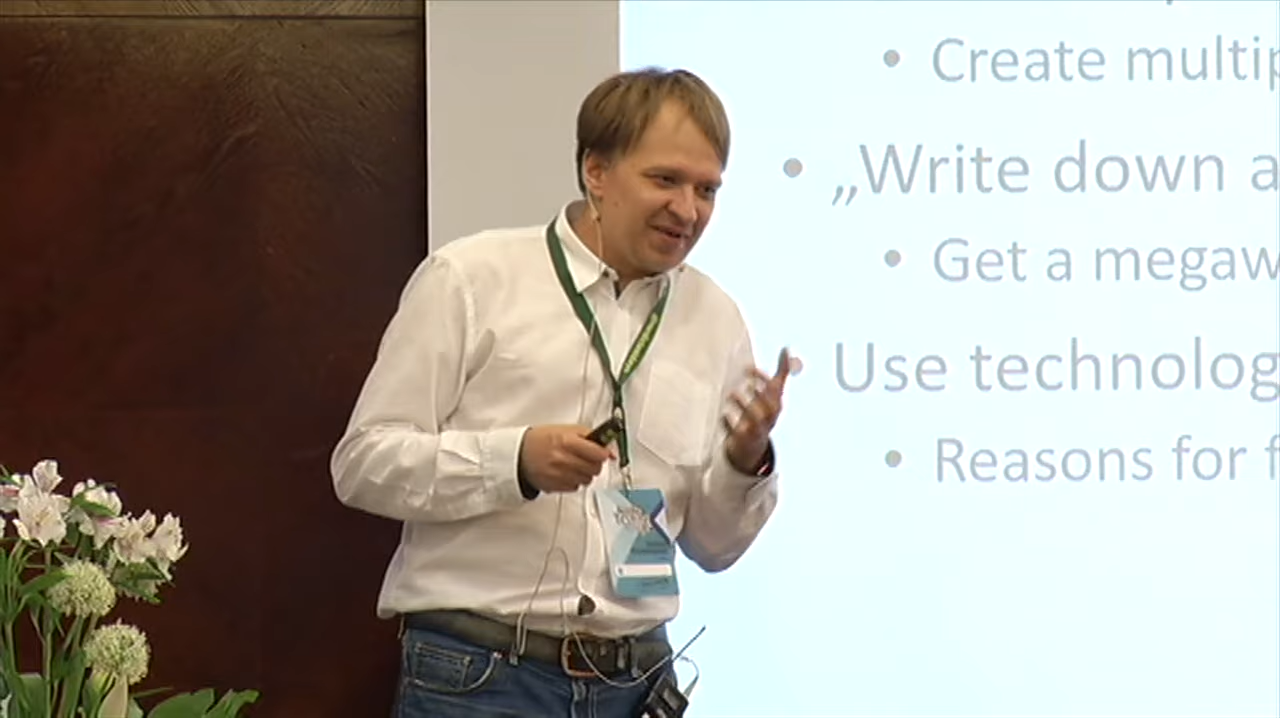 • Create multip
• „Write down a
• Get a megaw
• Use technolog
• Reasons for f